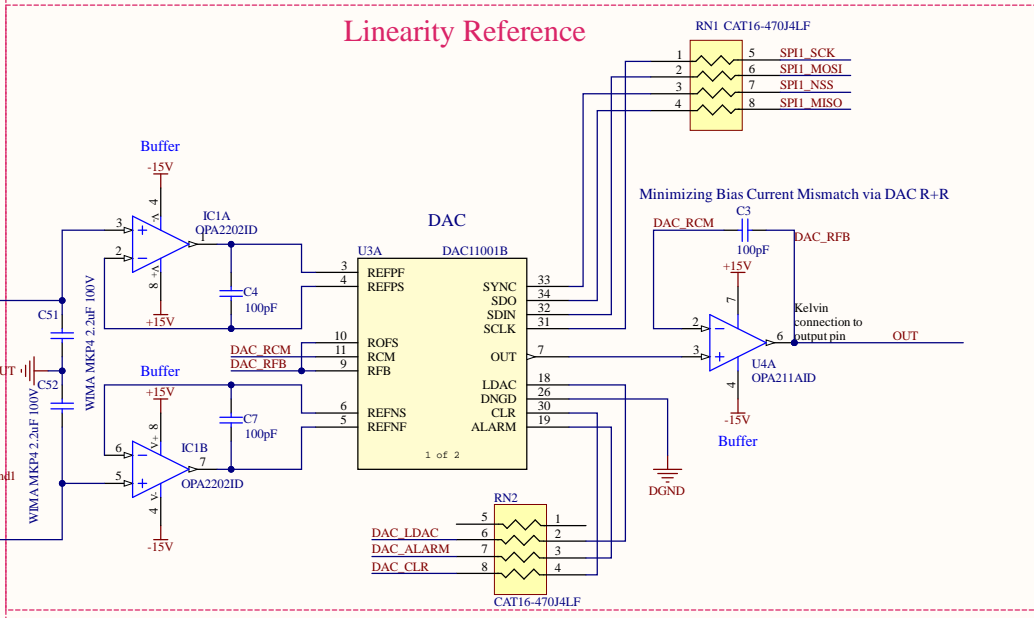 Linearity Reference
RN1 CAT16-470J4LF
1 5 SPI1_SCK
2 6 SPI1_MOSI
3 7 SPI1_NSS
4 8 SPI1_MISO
Buffer
-15V
4
V-
3
+
IC1A
OPA2202ID
1
2
V+
8
+15V
C4
100pF
C51
WIMA MKP4 2.2uF 100V
UT
C52
WIMA MKP4 2.2uF 100V
nd1
Buffer
+15V
8
V+
6
IC1B
7
OPA2202ID
5
+
V-
4
-15V
C7
100pF
DAC
U3A DAC11001B
3 REFPF
4 REFPS
10 ROFS
DAC_RCM 11 RCM
DAC_RFB 9 RFB
6 REFNS
5 REFNF
SYNC 33
SDO 34
SDIN 32
SCLK 31
OUT 7
LDAC 18
DNGD 26
CLR 30
ALARM 19
1 of 2
DGND
Minimizing Bias Current Mismatch via DAC R+R
DAC_RCM
C3
100pF
DAC_RFB
+15V
7
2
3
+
6
Kelvin
connection to
output pin
OUT
U4A
OPA211AID
4
-15V
Buffer
RN2
5 1
DAC_LDAC 6 2
DAC_ALARM 7 3
DAC_CLR 8 4
CAT16-470J4LF